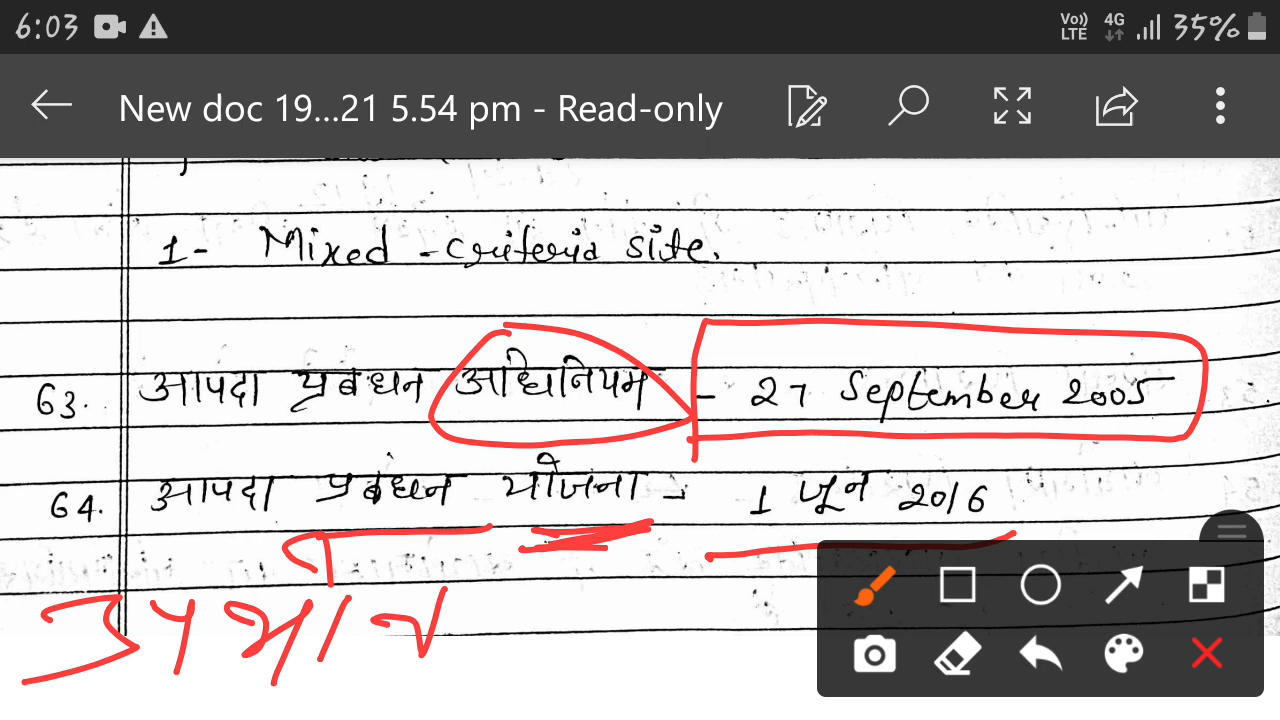 6:03 Vo)) LTE 4G 35%
New doc 19...21 5.54 pm - Read-only
1- Mixed - criteria site.
63. आपदा प्रबंधन अधिनियम - 27 September 2005
64. आपदा प्रबंधन योजना - 1 जून 2016